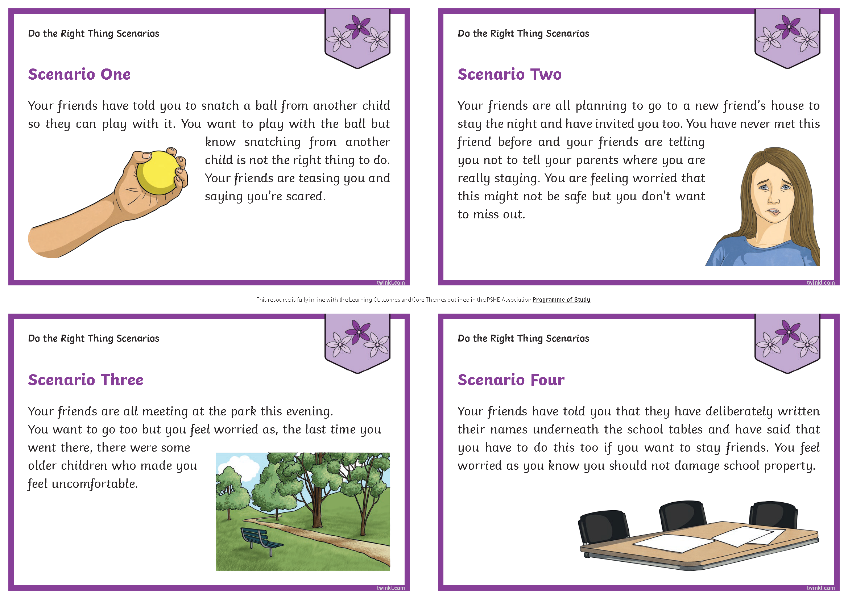 Do the Right Thing Scenarios
Scenario One
Your friends have told you to snatch a ball from another child
so they can play with it. You want to play with the ball but
know snatching from another
child is not the right thing to do.
Your friends are teasing you and
saying you're scared.
twinkl.com
Do the Right Thing Scenarios
Scenario Two
Your friends are all planning to go to a new friend's house to
stay the night and have invited you too. You have never met this
friend before and your friends are telling
you not to tell your parents where you are
really staying. You are feeling worried that
this might not be safe but you don't want
to miss out.
twinkl.com
This resource is fully in line with the Learning Outcomes and Core Themes outlined in the PSHE Association Programme of Study.
Do the Right Thing Scenarios
Scenario Three
Your friends are all meeting at the park this evening.
You want to go too but you feel worried as, the last time you
went there, there were some
older children who made you
feel uncomfortable.
twinkl.com
Do the Right Thing Scenarios
Scenario Four
Your friends have told you that they have deliberately written
their names underneath the school tables and have said that
you have to do this too if you want to stay friends. You feel
worried as you know you should not damage school property.
twinkl.com